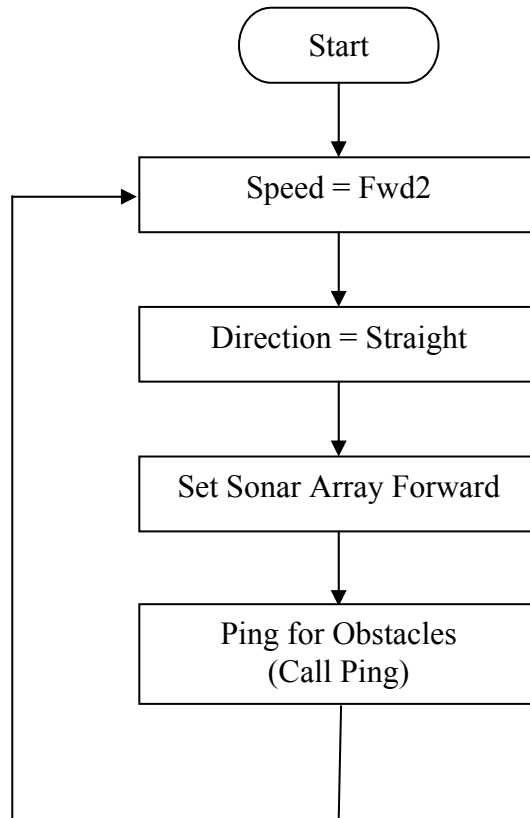 Start
Speed = Fwd2
Direction = Straight
Set Sonar Array Forward
Ping for Obstacles
(Call Ping)